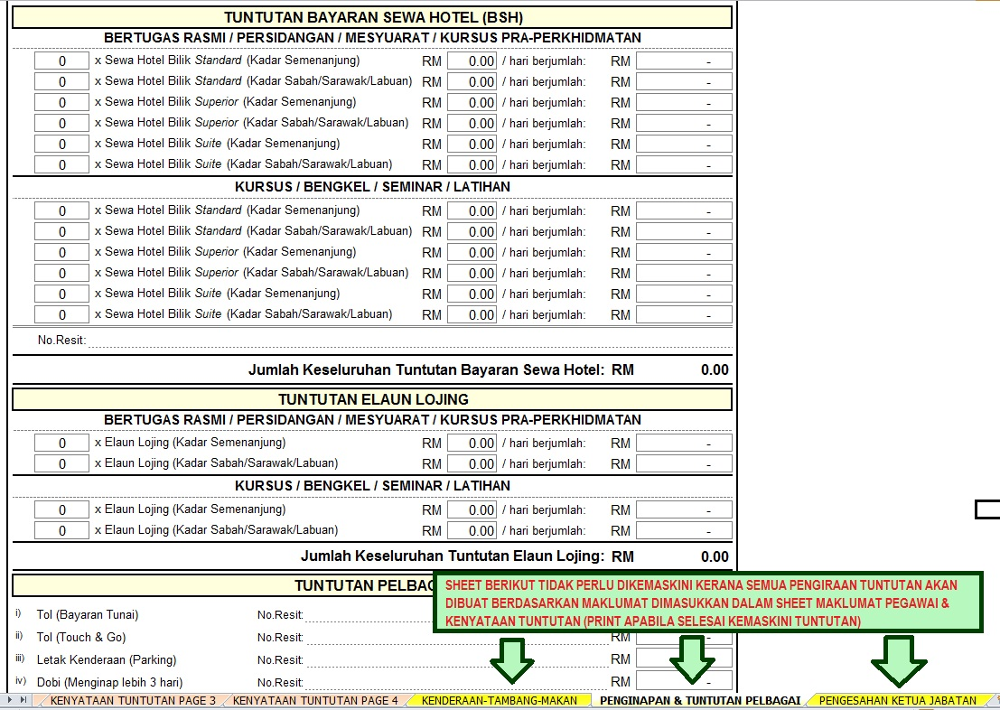 TUNTUTAN BAYARAN SEWA HOTEL (BSH)
BERTUGAS RASMI / PERSIDANGAN / MESYUARAT / KURSUS PRA-PERKHIDMATAN
0 x Sewa Hotel Bilik Standard (Kadar Semenanjung) RM 0.00 / hari berjumlah: RM -
0 x Sewa Hotel Bilik Standard (Kadar Sabah/Sarawak/Labuan) RM 0.00 / hari berjumlah: RM -
0 x Sewa Hotel Bilik Superior (Kadar Semenanjung) RM 0.00 / hari berjumlah: RM -
0 x Sewa Hotel Bilik Superior (Kadar Sabah/Sarawak/Labuan) RM 0.00 / hari berjumlah: RM -
0 x Sewa Hotel Bilik Suite (Kadar Semenanjung) RM 0.00 / hari berjumlah: RM -
0 x Sewa Hotel Bilik Suite (Kadar Sabah/Sarawak/Labuan) RM 0.00 / hari berjumlah: RM -
KURSUS / BENGKEL / SEMINAR / LATIHAN
0 x Sewa Hotel Bilik Standard (Kadar Semenanjung) RM 0.00 / hari berjumlah: RM -
0 x Sewa Hotel Bilik Standard (Kadar Sabah/Sarawak/Labuan) RM 0.00 / hari berjumlah: RM -
0 x Sewa Hotel Bilik Superior (Kadar Semenanjung) RM 0.00 / hari berjumlah: RM -
0 x Sewa Hotel Bilik Superior (Kadar Sabah/Sarawak/Labuan) RM 0.00 / hari berjumlah: RM -
0 x Sewa Hotel Bilik Suite (Kadar Semenanjung) RM 0.00 / hari berjumlah: RM -
0 x Sewa Hotel Bilik Suite (Kadar Sabah/Sarawak/Labuan) RM 0.00 / hari berjumlah: RM -
No.Resit:
Jumlah Keseluruhan Tuntutan Bayaran Sewa Hotel: RM 0.00
TUNTUTAN ELAUN LOJING
BERTUGAS RASMI / PERSIDANGAN / MESYUARAT / KURSUS PRA-PERKHIDMATAN
0 x Elaun Lojing (Kadar Semenanjung) RM 0.00 / hari berjumlah: RM -
0 x Elaun Lojing (Kadar Sabah/Sarawak/Labuan) RM 0.00 / hari berjumlah: RM -
KURSUS / BENGKEL / SEMINAR / LATIHAN
0 x Elaun Lojing (Kadar Semenanjung) RM 0.00 / hari berjumlah: RM -
0 x Elaun Lojing (Kadar Sabah/Sarawak/Labuan) RM 0.00 / hari berjumlah: RM -
Jumlah Keseluruhan Tuntutan Elaun Lojing: RM 0.00
TUNTUTAN PELBAG
SHEET BERIKUT TIDAK PERLU DIKEMASKINI KERANA SEMUA PENGIRAAN TUNTUTAN AKAN
DIBUAT BERDASARKAN MAKLUMAT DIMASUKKAN DALAM SHEET MAKLUMAT PEGAWAI &
KENYATAAN TUNTUTAN (PRINT APABILA SELESAI KEMASKINI TUNTUTAN)
i) Tol (Bayaran Tunai) No.Resit:
ii) Tol (Touch & Go) No.Resit: RM -
iii) Letak Kenderaan (Parking) No.Resit: RM -
iv) Dobi (Menginap lebih 3 hari) No.Resit: RM -
KENYATAAN TUNTUTAN PAGE 3 KENYATAAN TUNTUTAN PAGE 4 KENDERAAN-TAMBANG-MAKAN PENGINAPAN & TUNTUTAN PELBAGAI PENGESAHAN KETUA JABATAN